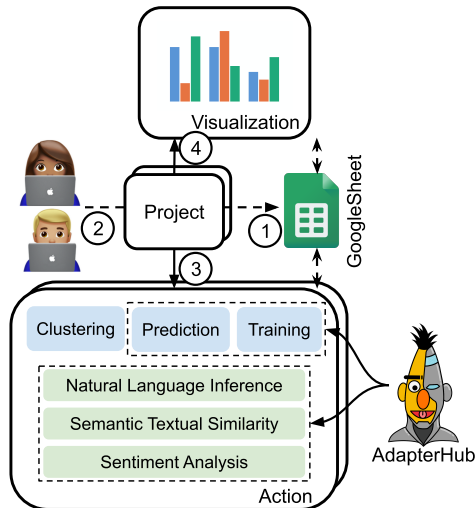 Visualization
4
2
Project
1
GoogleSheet
3
Clustering
Prediction
Training
Natural Language Inference
Semantic Textual Similarity
Sentiment Analysis
AdapterHub
Action